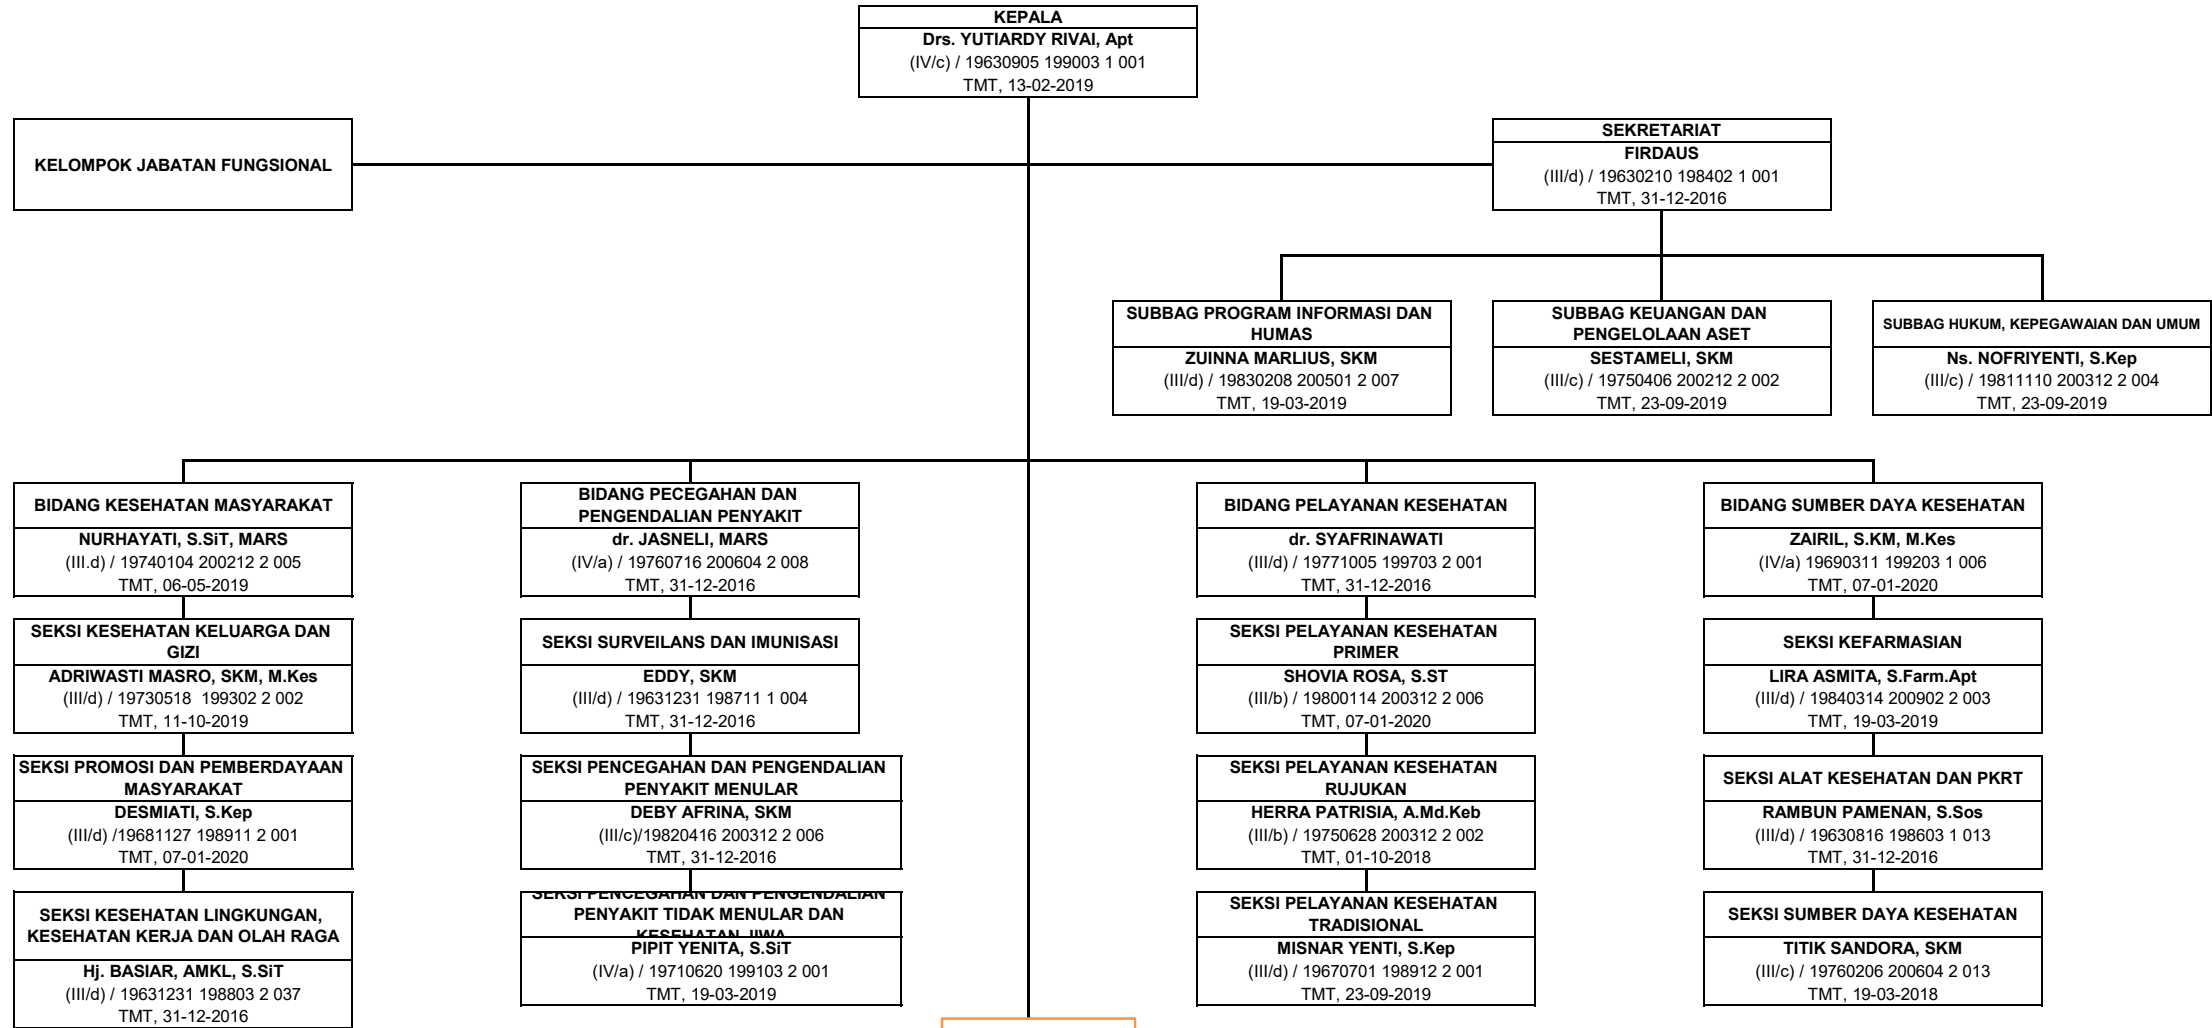 KEPALA
Drs. YUTIARDY RIVAI, Apt
(IV/c) / 19630905 199003 1 001
TMT, 13-02-2019
KELOMPOK JABATAN FUNGSIONAL
SEKRETARIAT
FIRDAUS
(III/d) / 19630210 198402 1 001
TMT, 31-12-2016
SUBBAG PROGRAM INFORMASI DAN
HUMAS
ZUINNA MARLIUS, SKM
(III/d) / 19830208 200501 2 007
TMT, 19-03-2019
SUBBAG KEUANGAN DAN
PENGELOLAAN ASET
SESTAMELI, SKM
(III/c) / 19750406 200212 2 002
TMT, 23-09-2019
SUBBAG HUKUM, KEPEGAWAIAN DAN UMUM
Ns. NOFRIYENTI, S.Kep
(III/c) / 19811110 200312 2 004
TMT, 23-09-2019
BIDANG KESEHATAN MASYARAKAT
NURHAYATI, S.SiT, MARS
(III.d) / 19740104 200212 2 005
TMT, 06-05-2019
SEKSI KESEHATAN KELUARGA DAN
GIZI
ADRIWASTI MASRO, SKM, M.Kes
(III/d) / 19730518  199302 2 002
TMT, 11-10-2019
SEKSI PROMOSI DAN PEMBERDAYAAN
MASYARAKAT
DESMIATI, S.Kep
(III/d) /19681127 198911 2 001
TMT, 07-01-2020
SEKSI KESEHATAN LINGKUNGAN,
KESEHATAN KERJA DAN OLAH RAGA
Hj. BASIAR, AMKL, S.SiT
(III/d) / 19631231 198803 2 037
TMT, 31-12-2016
BIDANG PECEGAHAN DAN
PENGENDALIAN PENYAKIT
dr. JASNELI, MARS
(IV/a) / 19760716 200604 2 008
TMT, 31-12-2016
SEKSI SURVEILANS DAN IMUNISASI
EDDY, SKM
(III/d) / 19631231 198711 1 004
TMT, 31-12-2016
SEKSI PENCEGAHAN DAN PENGENDALIAN
PENYAKIT MENULAR
DEBY AFRINA, SKM
(III/c)/19820416 200312 2 006
TMT, 31-12-2016
SEKSI PENCEGAHAN DAN PENGENDALIAN
PENYAKIT TIDAK MENULAR DAN
KESEHATAN JIWA
PIPIT YENITA, S.SiT
(IV/a) / 19710620 199103 2 001
TMT, 19-03-2019
BIDANG PELAYANAN KESEHATAN
dr. SYAFRINAWATI
(III/d) / 19771005 199703 2 001
TMT, 31-12-2016
SEKSI PELAYANAN KESEHATAN
PRIMER
SHOVIA ROSA, S.ST
(III/b) / 19800114 200312 2 006
TMT, 07-01-2020
SEKSI PELAYANAN KESEHATAN
RUJUKAN
HERRA PATRISIA, A.Md.Keb
(III/b) / 19750628 200312 2 002
TMT, 01-10-2018
SEKSI PELAYANAN KESEHATAN
TRADISIONAL
MISNAR YENTI, S.Kep
(III/d) / 19670701 198912 2 001
TMT, 23-09-2019
BIDANG SUMBER DAYA KESEHATAN
ZAIRIL, S.KM, M.Kes
(IV/a) 19690311 199203 1 006
TMT, 07-01-2020
SEKSI KEFARMASIAN
LIRA ASMITA, S.Farm.Apt
(III/d) / 19840314 200902 2 003
TMT, 19-03-2019
SEKSI ALAT KESEHATAN DAN PKRT
RAMBUN PAMENAN, S.Sos
(III/d) / 19630816 198603 1 013
TMT, 31-12-2016
SEKSI SUMBER DAYA KESEHATAN
TITIK SANDORA, SKM
(III/c) / 19760206 200604 2 013
TMT, 19-03-2018